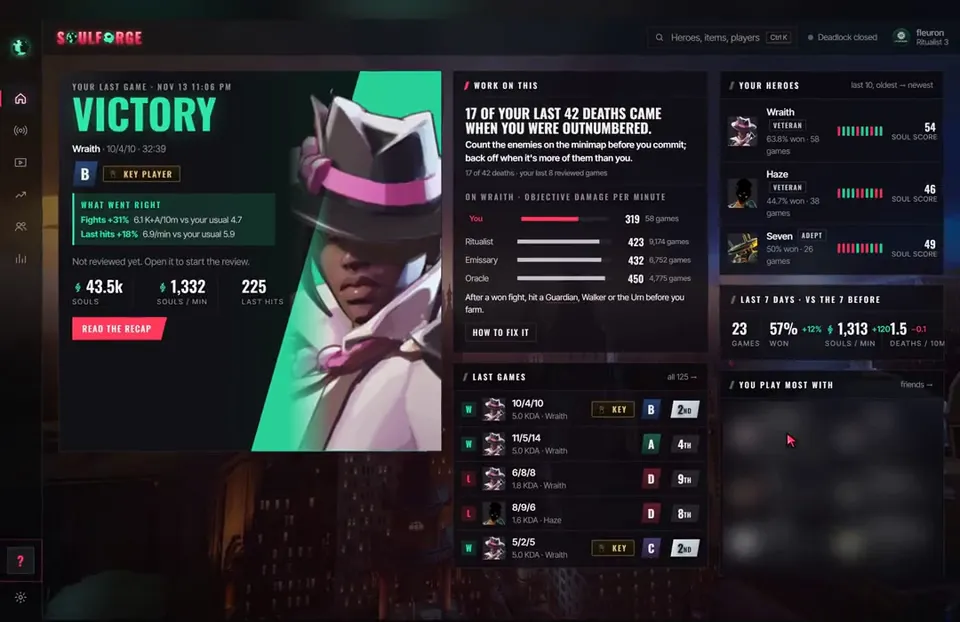 SOULFORGE
Heroes, items, players
Ctrl K
Deadlock closed
fleuron
Ritualist 3
YOUR LAST GAME · NOV 13 11:06 PM
VICTORY
Wraith · 10/4/10 · 32:39
B
KEY PLAYER
WHAT WENT RIGHT
Fights +31% 6.1 K+A/10m vs your usual 4.7
Last hits +18% 6.9/min vs your usual 5.9
Not reviewed yet. Open it to start the review.
43.5k
SOULS
1,332
SOULS / MIN
225
LAST HITS
READ THE RECAP
?
WORK ON THIS
17 OF YOUR LAST 42 DEATHS CAME
WHEN YOU WERE OUTNUMBERED.
Count the enemies on the minimap before you commit;
back off when it's more of them than you.
17 of 42 deaths · your last 8 reviewed games
ON WRAITH · OBJECTIVE DAMAGE PER MINUTE
You 319 58 games
Ritualist 423 9,174 games
Emissary 432 6,752 games
Oracle 450 4,775 games
After a won fight, hit a Guardian, Walker or the Urn before you
farm.
HOW TO FIX IT
LAST GAMES
all 125 →
W 10/4/10 KEY B 2ND
5.0 KDA · Wraith
W 11/5/14 A 4TH
5.0 KDA · Wraith
L 6/8/8 D 9TH
1.8 KDA · Wraith
L 8/9/6 D 8TH
1.6 KDA · Haze
W 5/2/5 KEY C 2ND
5.0 KDA · Wraith
YOUR HEROES
last 10, oldest → newest
Wraith
VETERAN
63.8% won · 58
games
54
SOUL SCORE
Haze
VETERAN
44.7% won · 38
games
46
SOUL SCORE
Seven ADEPT
50% won · 26
games
49
SOUL SCORE
LAST 7 DAYS · VS THE 7 BEFORE
23
GAMES
57% +12%
WON
1,313 +120
SOULS / MIN
1.5 −0.1
DEATHS / 10M
YOU PLAY MOST WITH
friends →